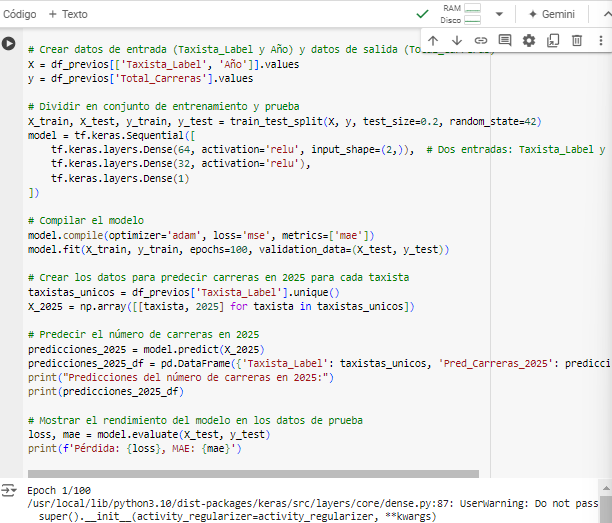 Código + Texto
RAM
Disco
Gemini
# Crear datos de entrada (Taxista_Label y Año) y datos de salida (Total_Carreras)
X = df_previos[['Taxista_Label', 'Año']].values
y = df_previos['Total_Carreras'].values
# Dividir en conjunto de entrenamiento y prueba
X_train, X_test, y_train, y_test = train_test_split(X, y, test_size=0.2, random_state=42)
model = tf.keras.Sequential([
    tf.keras.layers.Dense(64, activation='relu', input_shape=(2,)),  # Dos entradas: Taxista_Label y
    tf.keras.layers.Dense(32, activation='relu'),
    tf.keras.layers.Dense(1)
])
# Compilar el modelo
model.compile(optimizer='adam', loss='mse', metrics=['mae'])
model.fit(X_train, y_train, epochs=100, validation_data=(X_test, y_test))
# Crear los datos para predecir carreras en 2025 para cada taxista
taxistas_unicos = df_previos['Taxista_Label'].unique()
X_2025 = np.array([[taxista, 2025] for taxista in taxistas_unicos])
# Predecir el número de carreras en 2025
predicciones_2025 = model.predict(X_2025)
predicciones_2025_df = pd.DataFrame({'Taxista_Label': taxistas_unicos, 'Pred_Carreras_2025': predicci
print("Predicciones del número de carreras en 2025:")
print(predicciones_2025_df)
# Mostrar el rendimiento del modelo en los datos de prueba
loss, mae = model.evaluate(X_test, y_test)
print(f'Pérdida: {loss}, MAE: {mae}')
Epoch 1/100
/usr/local/lib/python3.10/dist-packages/keras/src/layers/core/dense.py:87: UserWarning: Do not pass
  super().__init__(activity_regularizer=activity_regularizer, **kwargs)